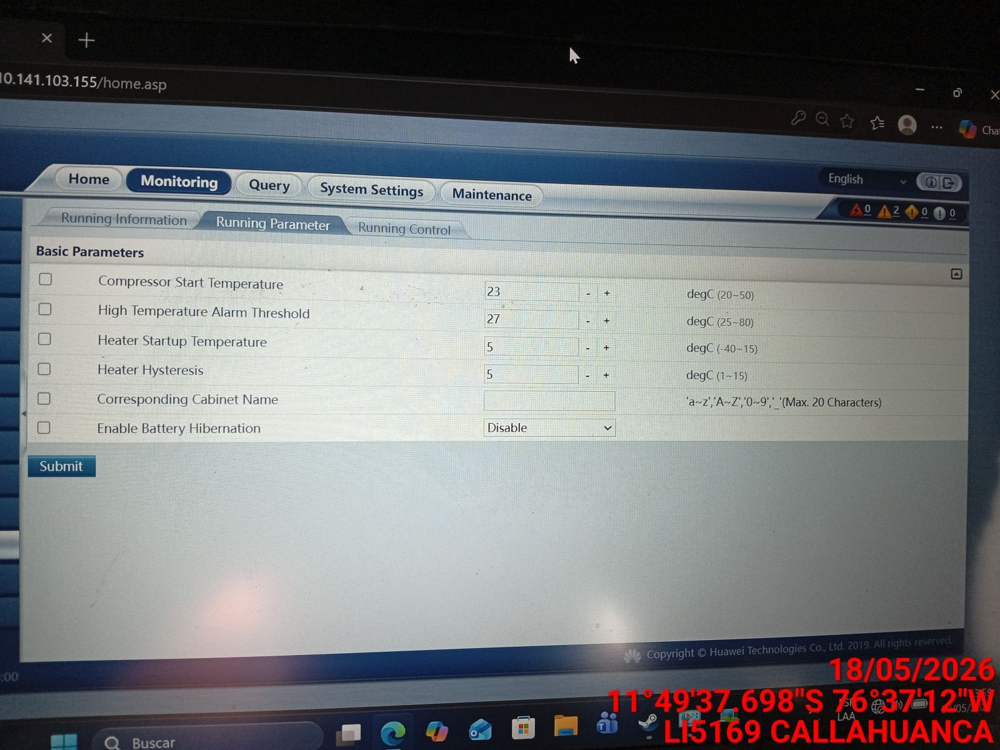 10.141.103.155/home.asp
Home Monitoring Query System Settings Maintenance
English
0 2 0 0
Running Information Running Parameter Running Control
Basic Parameters
Compressor Start Temperature 23 - + degC (20~50)
High Temperature Alarm Threshold 27 - + degC (25~80)
Heater Startup Temperature 5 - + degC (-40~15)
Heater Hysteresis 5 - + degC (1~15)
Corresponding Cabinet Name 'a~z','A~Z','0~9','_'(Max. 20 Characters)
Enable Battery Hibernation Disable
Submit
Copyright © Huawei Technologies Co., Ltd. 2019. All rights reserved.
:00
18/05/2026
11°49'37.698"S 76°37'12"W
LI5169 CALLAHUANCA
LAA
Buscar